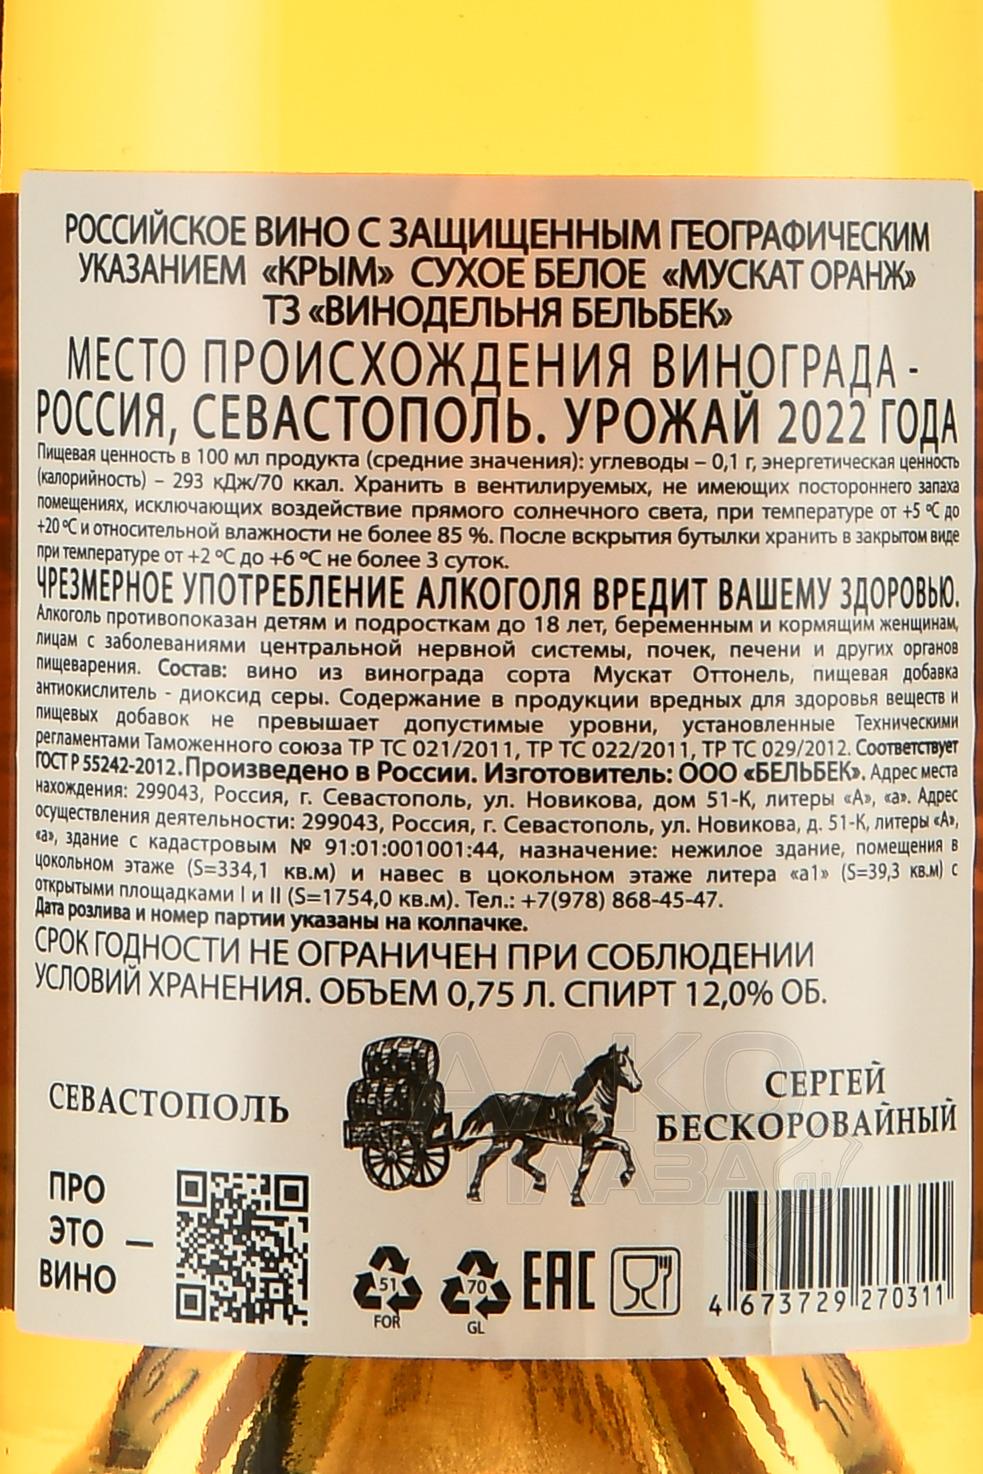 РОССИЙСКОЕ ВИНО С ЗАЩИЩЕННЫМ ГЕОГРАФИЧЕСКИМ
УКАЗАНИЕМ «КРЫМ» СУХОЕ БЕЛОЕ «МУСКАТ ОРАНЖ»
ТЗ «ВИНОДЕЛЬНЯ БЕЛЬБЕК»
МЕСТО ПРОИСХОЖДЕНИЯ ВИНОГРАДА -
РОССИЯ, СЕВАСТОПОЛЬ. УРОЖАЙ 2022 ГОДА
Пищевая ценность в 100 мл продукта (средние значения): углеводы – 0,1 г, энергетическая ценность
(калорийность) – 293 кДж/70 ккал. Хранить в вентилируемых, не имеющих постороннего запаха
помещениях, исключающих воздействие прямого солнечного света, при температуре от +5 ºС до
+20 ºС и относительной влажности не более 85 %. После вскрытия бутылки хранить в закрытом виде
при температуре от +2 ºС до +6 ºС не более 3 суток.
ЧРЕЗМЕРНОЕ УПОТРЕБЛЕНИЕ АЛКОГОЛЯ ВРЕДИТ ВАШЕМУ ЗДОРОВЬЮ.
Алкоголь противопоказан детям и подросткам до 18 лет, беременным и кормящим женщинам,
лицам с заболеваниями центральной нервной системы, почек, печени и других органов
пищеварения. Состав: вино из винограда сорта Мускат Оттонель, пищевая добавка
антиокислитель - диоксид серы. Содержание в продукции вредных для здоровья веществ и
пищевых добавок не превышает допустимые уровни, установленные Техническими
регламентами Таможенного союза ТР ТС 021/2011, ТР ТС 022/2011, ТР ТС 029/2012. Соответствует
ГОСТ Р 55242-2012. Произведено в России. Изготовитель: ООО «БЕЛЬБЕК». Адрес места
нахождения: 299043, Россия, г. Севастополь, ул. Новикова, дом 51-К, литеры «А», «а». Адрес
осуществления деятельности: 299043, Россия, г. Севастополь, ул. Новикова, д. 51-К, литеры «А»,
«а», здание с кадастровым № 91:01:001001:44, назначение: нежилое здание, помещения в
цокольном этаже (S=334,1 кв.м) и навес в цокольном этаже литера «а1» (S=39,3 кв.м) с
открытыми площадками I и II (S=1754,0 кв.м). Тел.: +7(978) 868-45-47.
Дата розлива и номер партии указаны на колпачке.
СРОК ГОДНОСТИ НЕ ОГРАНИЧЕН ПРИ СОБЛЮДЕНИИ
УСЛОВИЙ ХРАНЕНИЯ. ОБЪЕМ 0,75 Л. СПИРТ 12,0% ОБ.
СЕВАСТОПОЛЬ
СЕРГЕЙ
БЕСКОРОВАЙНЫЙ
ПРО
ЭТО —
ВИНО
51
FOR
70
GL
EAC
4 673729 270311
АЛКО
ПЛАЗА.ru